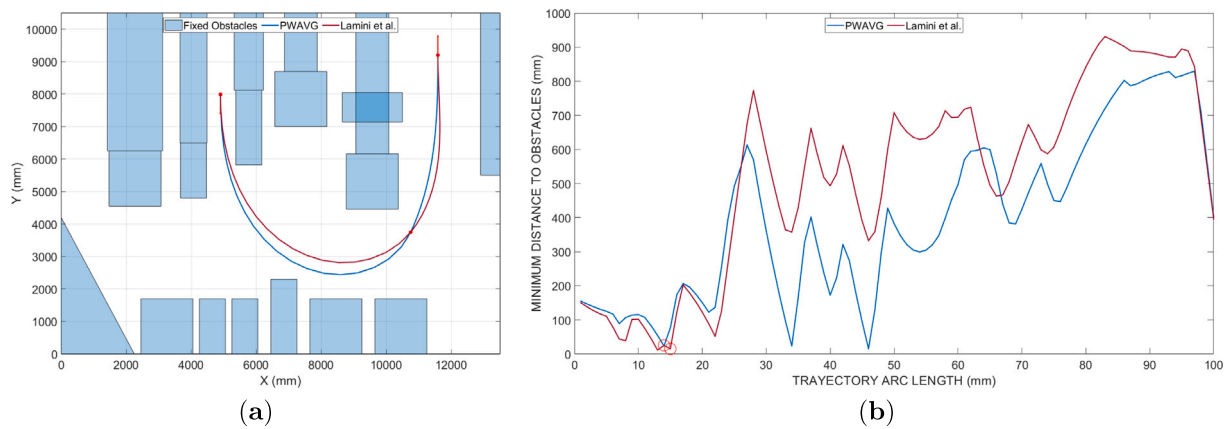 Fixed Obstacles PWAVG Lamini et al.
10000
9000
8000
7000
6000
5000
4000
3000
2000
1000
0
0 2000 4000 6000 8000 10000 12000
Y (mm)
X (mm)
(a)
PWAVG Lamini et al.
1000
900
800
700
600
500
400
300
200
100
0
0 10 20 30 40 50 60 70 80 90 100
MINIMUM DISTANCE TO OBSTACLES (mm)
TRAYECTORY ARC LENGTH (mm)
(b)